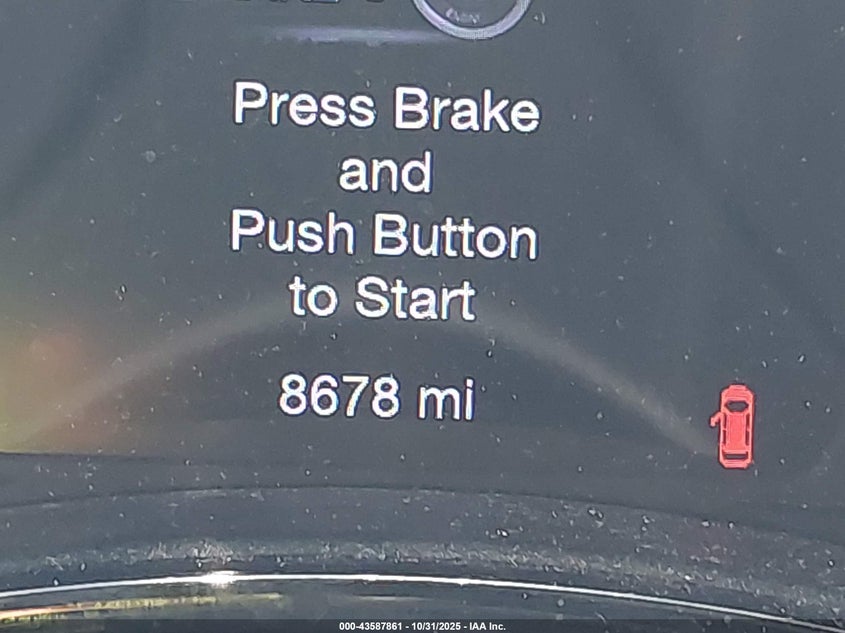 Press Brake
and
Push Button
to Start
8678 mi
000-43587861 - 10/31/2025 - IAA Inc.